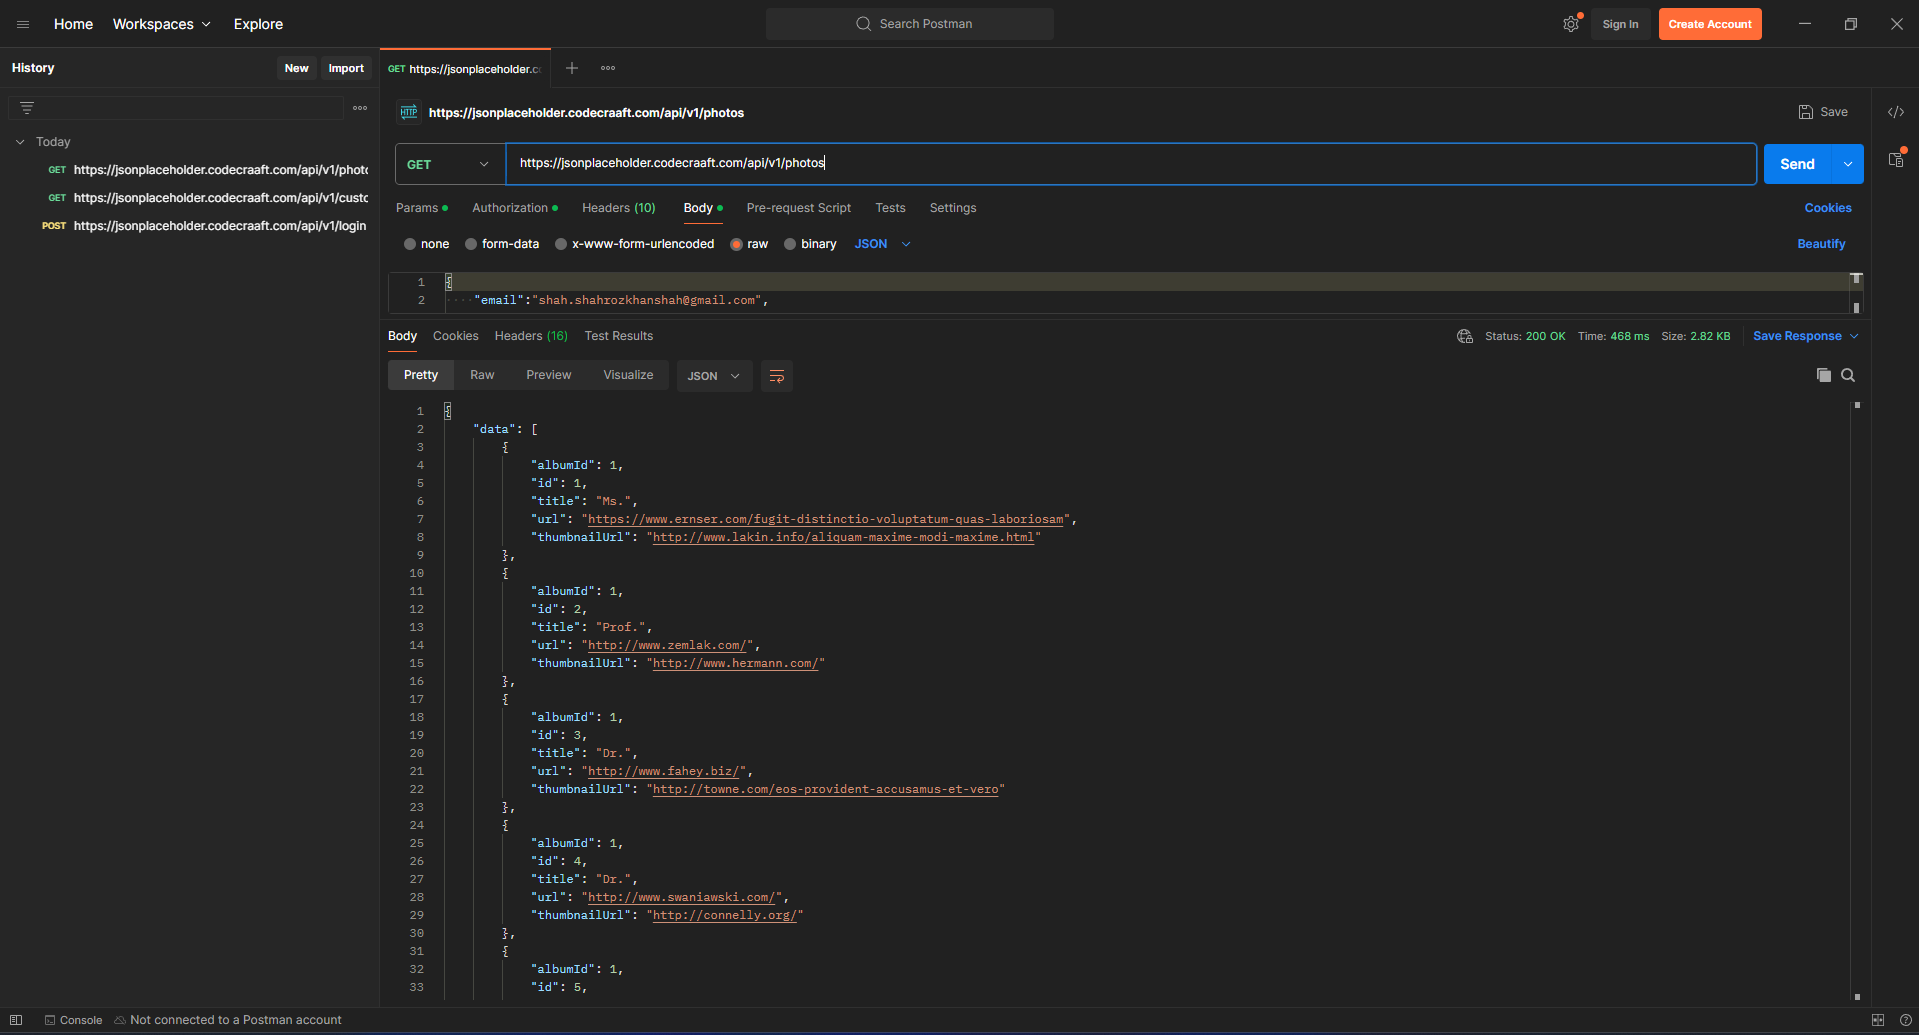 Home Workspaces Explore
Search Postman
Sign In Create Account
History New Import
GET https://jsonplaceholder.c
Today
GET https://jsonplaceholder.codecraaft.com/api/v1/phot
GET https://jsonplaceholder.codecraaft.com/api/v1/custo
POST https://jsonplaceholder.codecraaft.com/api/v1/login
HTTP https://jsonplaceholder.codecraaft.com/api/v1/photos
Save
GET https://jsonplaceholder.codecraaft.com/api/v1/photos
Send
Params Authorization Headers (10) Body Pre-request Script Tests Settings Cookies
none form-data x-www-form-urlencoded raw binary JSON Beautify
1 {
2 "email":"shah.shahrozkhanshah@gmail.com",
Body Cookies Headers (16) Test Results
Status: 200 OK Time: 468 ms Size: 2.82 KB Save Response
Pretty Raw Preview Visualize JSON
1 {
2 "data": [
3 {
4 "albumId": 1,
5 "id": 1,
6 "title": "Ms.",
7 "url": "https://www.ernser.com/fugit-distinctio-voluptatum-quas-laboriosam",
8 "thumbnailUrl": "http://www.lakin.info/aliquam-maxime-modi-maxime.html"
9 },
10 {
11 "albumId": 1,
12 "id": 2,
13 "title": "Prof.",
14 "url": "http://www.zemlak.com/",
15 "thumbnailUrl": "http://www.hermann.com/"
16 },
17 {
18 "albumId": 1,
19 "id": 3,
20 "title": "Dr.",
21 "url": "http://www.fahey.biz/",
22 "thumbnailUrl": "http://towne.com/eos-provident-accusamus-et-vero"
23 },
24 {
25 "albumId": 1,
26 "id": 4,
27 "title": "Dr.",
28 "url": "http://www.swaniawski.com/",
29 "thumbnailUrl": "http://connelly.org/"
30 },
31 {
32 "albumId": 1,
33 "id": 5,
Console Not connected to a Postman account